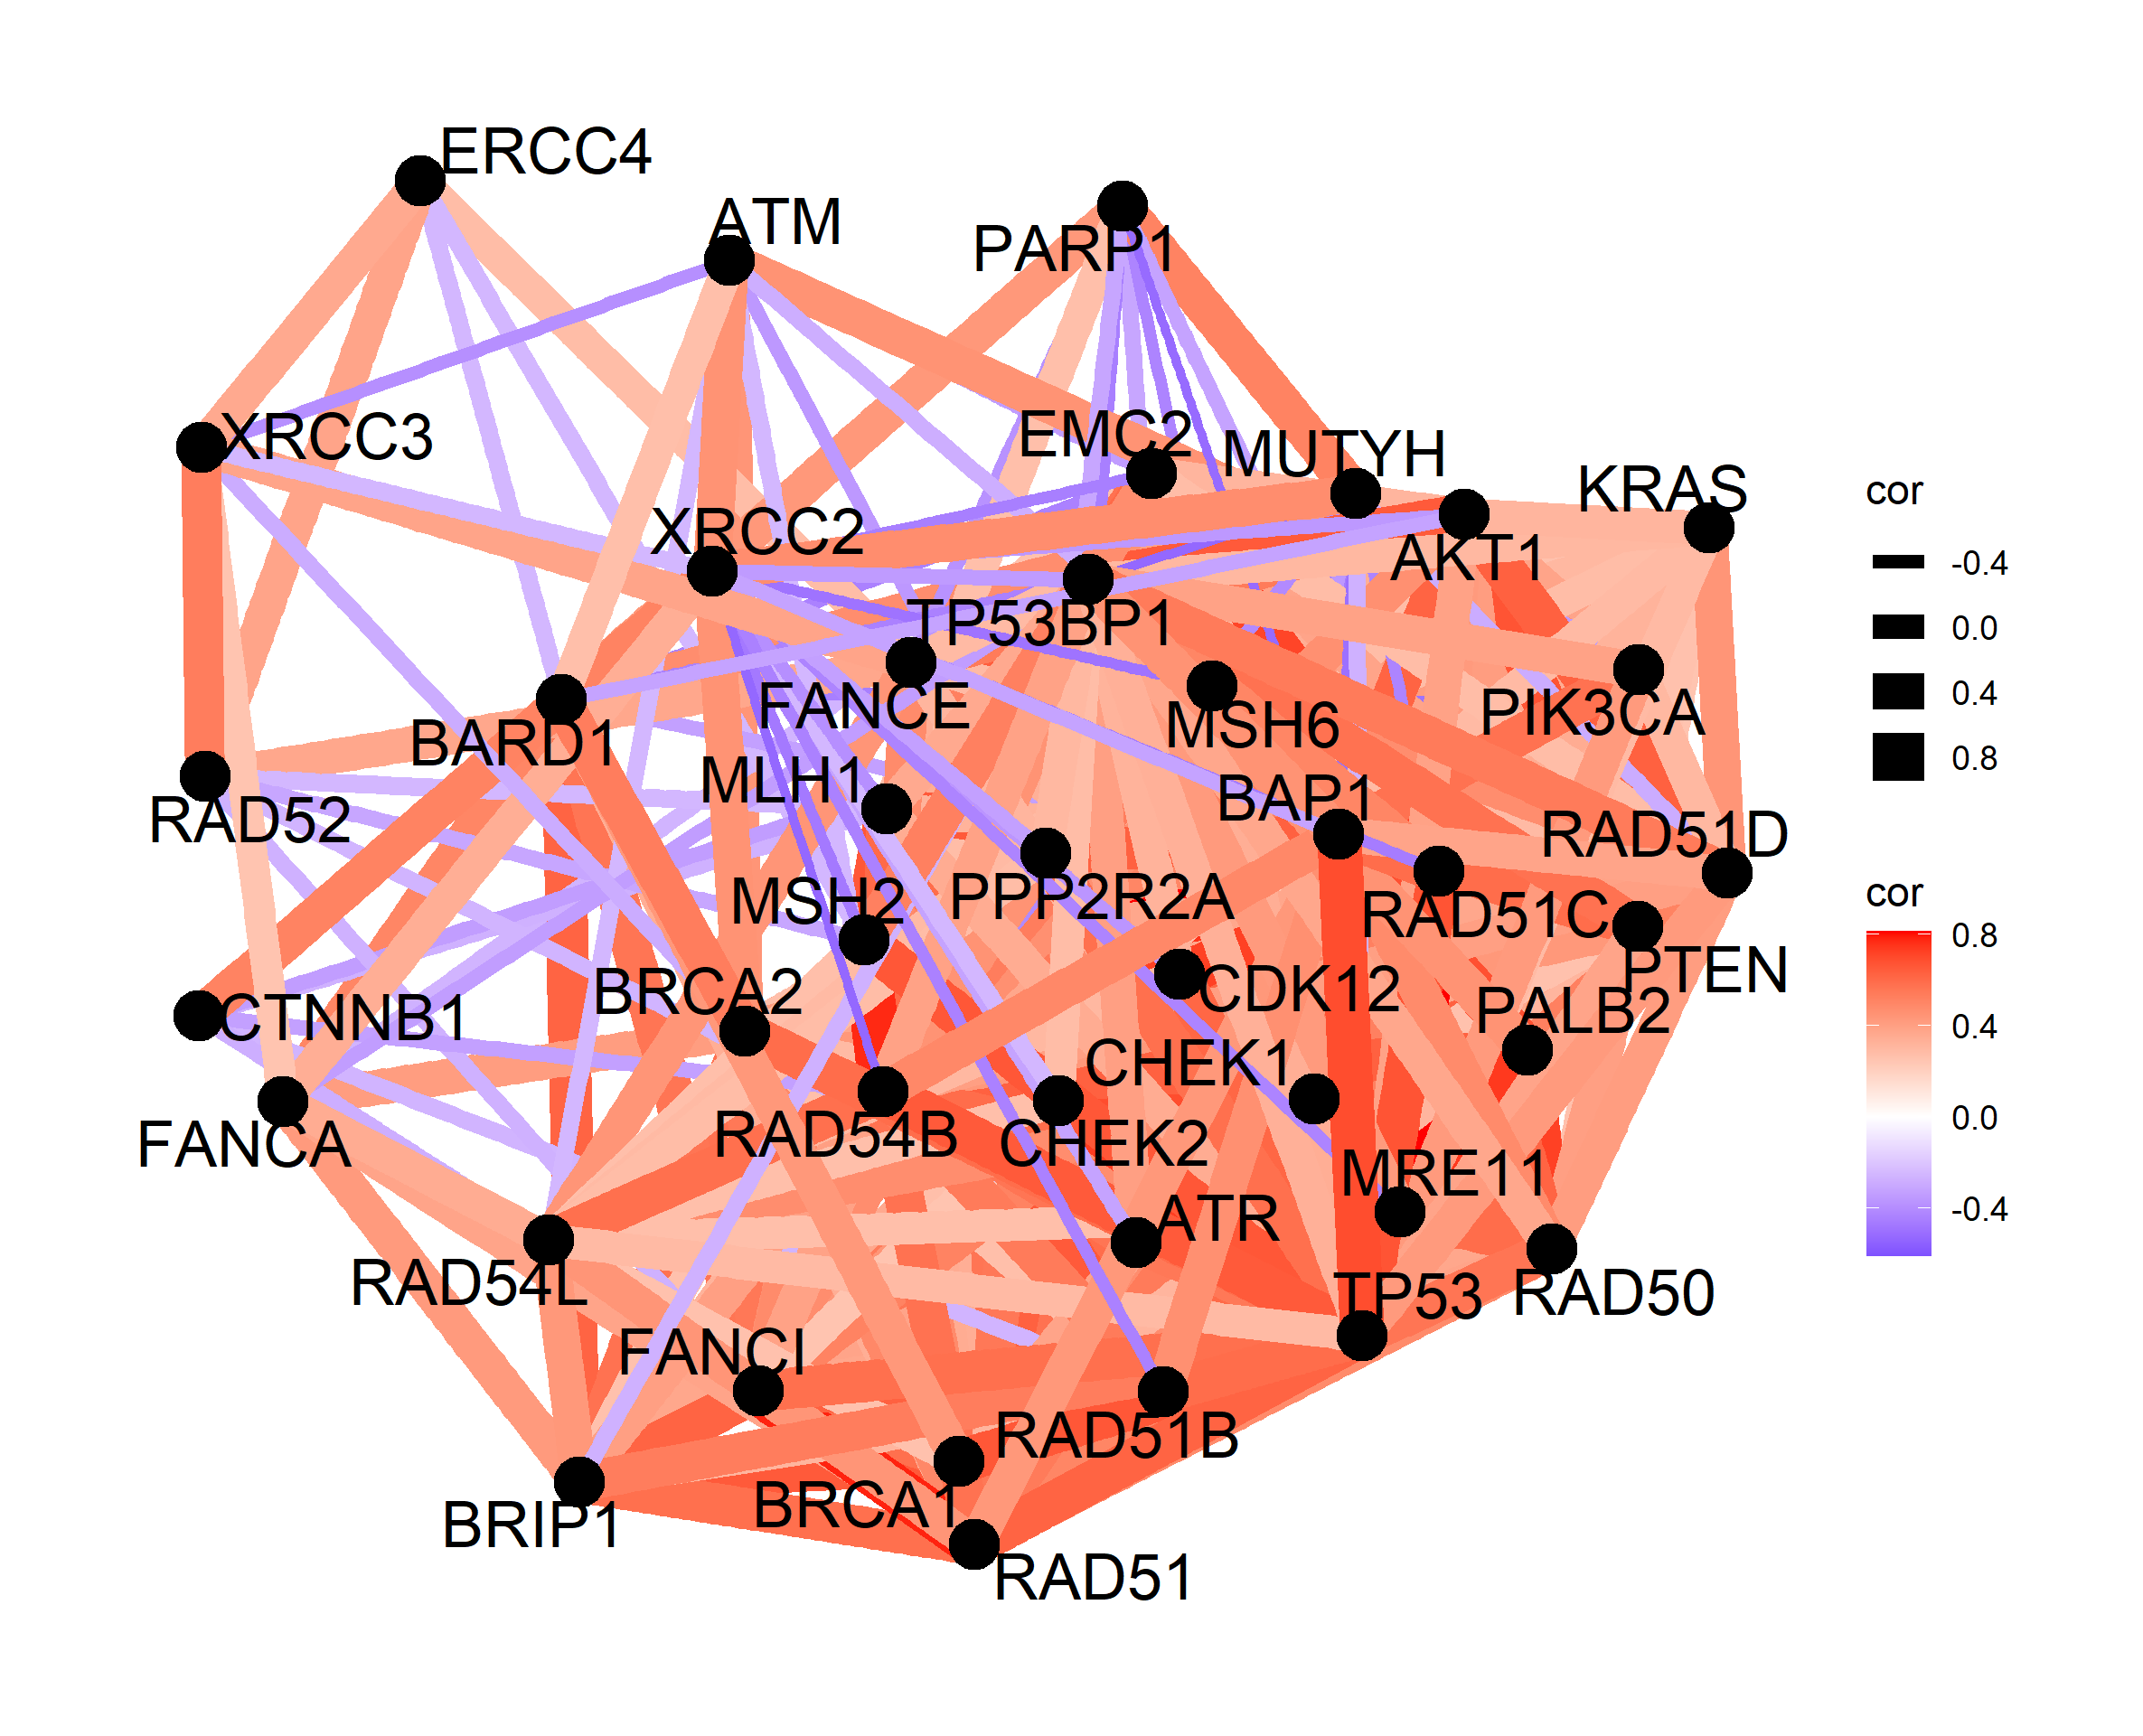 ERCC4
ATM
PARP1
XRCC3
EMC2
MUTYH
KRAS
XRCC2
AKT1
TP53BP1
FANCE
MSH6
PIK3CA
BARD1
MLH1
BAP1
RAD52
RAD51D
MSH2
PPP2R2A
RAD51C
PTEN
BRCA2
CDK12
PALB2
CTNNB1
CHEK1
FANCA
RAD54B
CHEK2
MRE11
ATR
RAD54L
TP53
RAD50
FANCI
RAD51B
BRCA1
BRIP1
RAD51
cor
-0.4
0.0
0.4
0.8
cor
0.8
0.4
0.0
-0.4